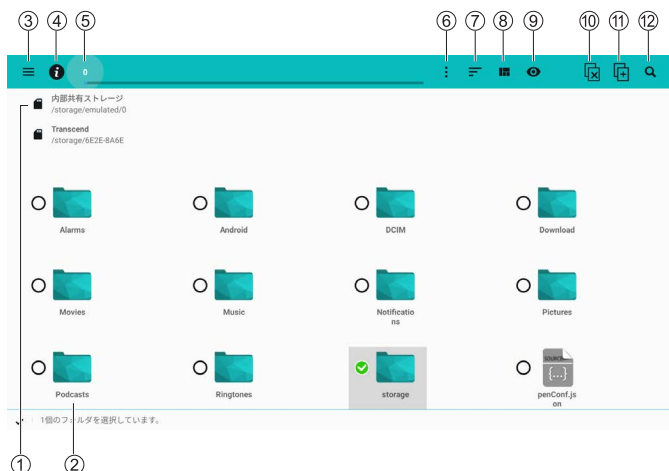 ③ ④ ⑤ ⑥ ⑦ ⑧ ⑨ ⑩ ⑪ ⑫
0
内部共有ストレージ
/storage/emulated/0
Transcend
/storage/6E2E-8A6E
Alarms Android DCIM Download
Movies Music Notificatio
ns Pictures
Podcasts Ringtones storage SOURCE
{...}
penConf.js
on
1個のフォルダを選択しています。
① ②